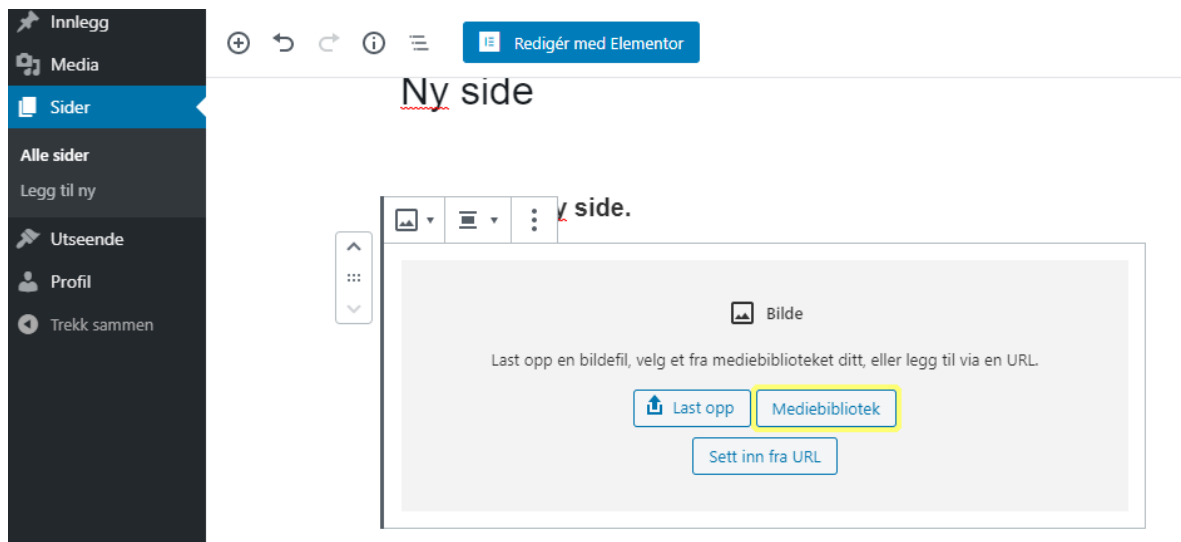 Innlegg
Media
Sider
Alle sider
Legg til ny
Utseende
Profil
Trekk sammen
Redigér med Elementor
Ny side
side.
Bilde
Last opp en bildefil, velg et fra mediebiblioteket ditt, eller legg til via en URL.
Last opp
Mediebibliotek
Sett inn fra URL